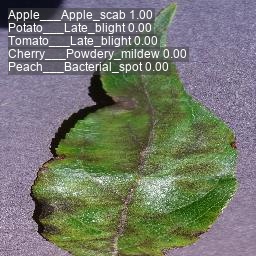 Apple___Apple_scab 1.00
Potato___Late_blight 0.00
Tomato___Late_blight 0.00
Cherry___Powdery_mildew 0.00
Peach___Bacterial_spot 0.00